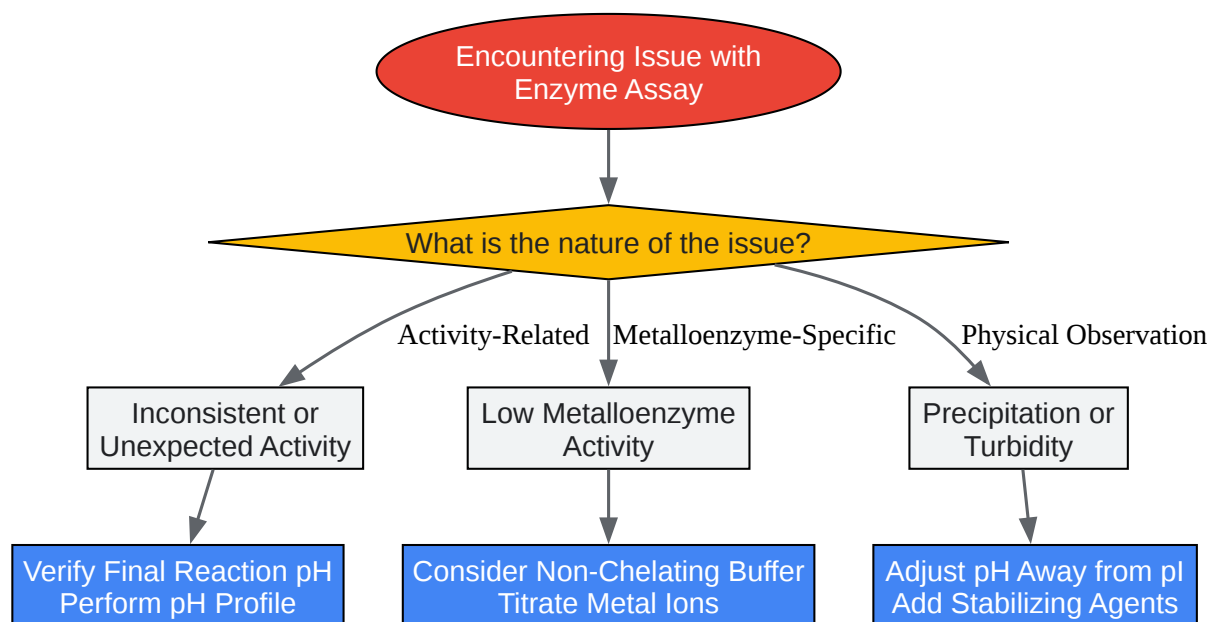 Encountering Issue with
Enzyme Assay
What is the nature of the issue?
Activity-Related
Metalloenzyme-Specific
Physical Observation
Inconsistent or
Unexpected Activity
Low Metalloenzyme
Activity
Precipitation or
Turbidity
Verify Final Reaction pH
Perform pH Profile
Consider Non-Chelating Buffer
Titrate Metal Ions
Adjust pH Away from pI
Add Stabilizing Agents